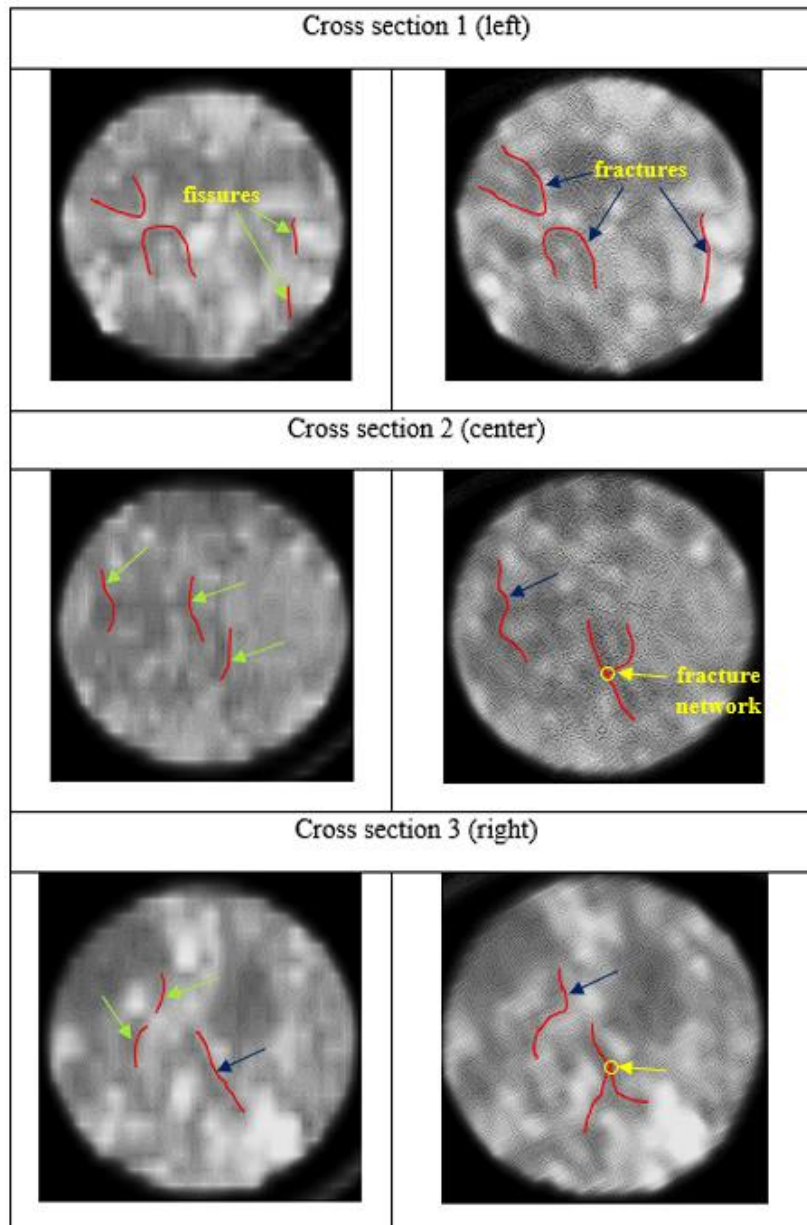 Cross section 1 (left)
fissures
fractures
Cross section 2 (center)
fracture
network
Cross section 3 (right)